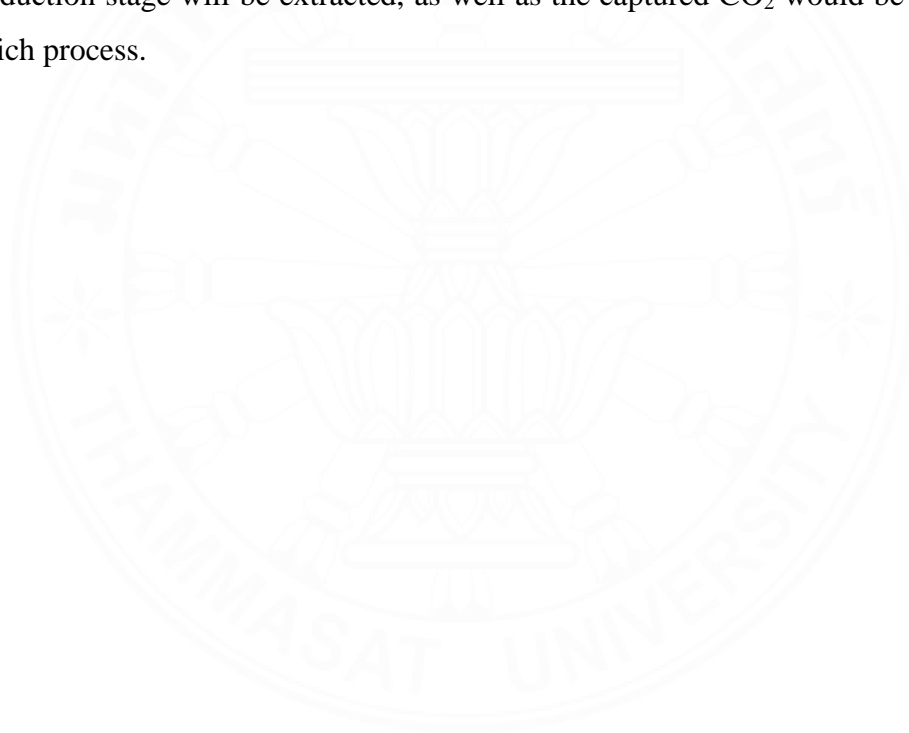 duction stage will be extracted, as well as the captured CO₂ would be
ich process.
THAMMASAT UNIVERSITY